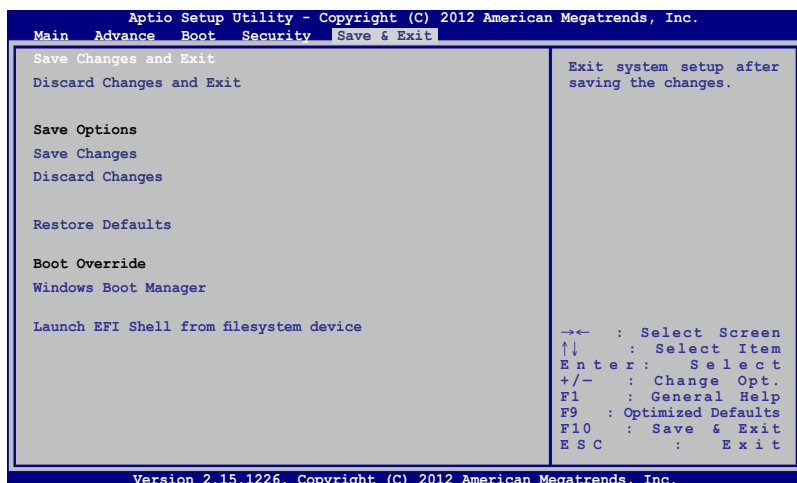 Aptio Setup Utility - Copyright (C) 2012 American Megatrends, Inc.
Main Advance Boot Security Save & Exit
Save Changes and Exit
Discard Changes and Exit
Save Options
Save Changes
Discard Changes
Restore Defaults
Boot Override
Windows Boot Manager
Launch EFI Shell from filesystem device
Exit system setup after
saving the changes.
→← : Select Screen
↑↓ : Select Item
Enter: Select
+/— : Change Opt.
F1 : General Help
F9 : Optimized Defaults
F10 : Save & Exit
ESC : Exit
Version 2.15.1226. Copyright (C) 2012 American Megatrends, Inc.